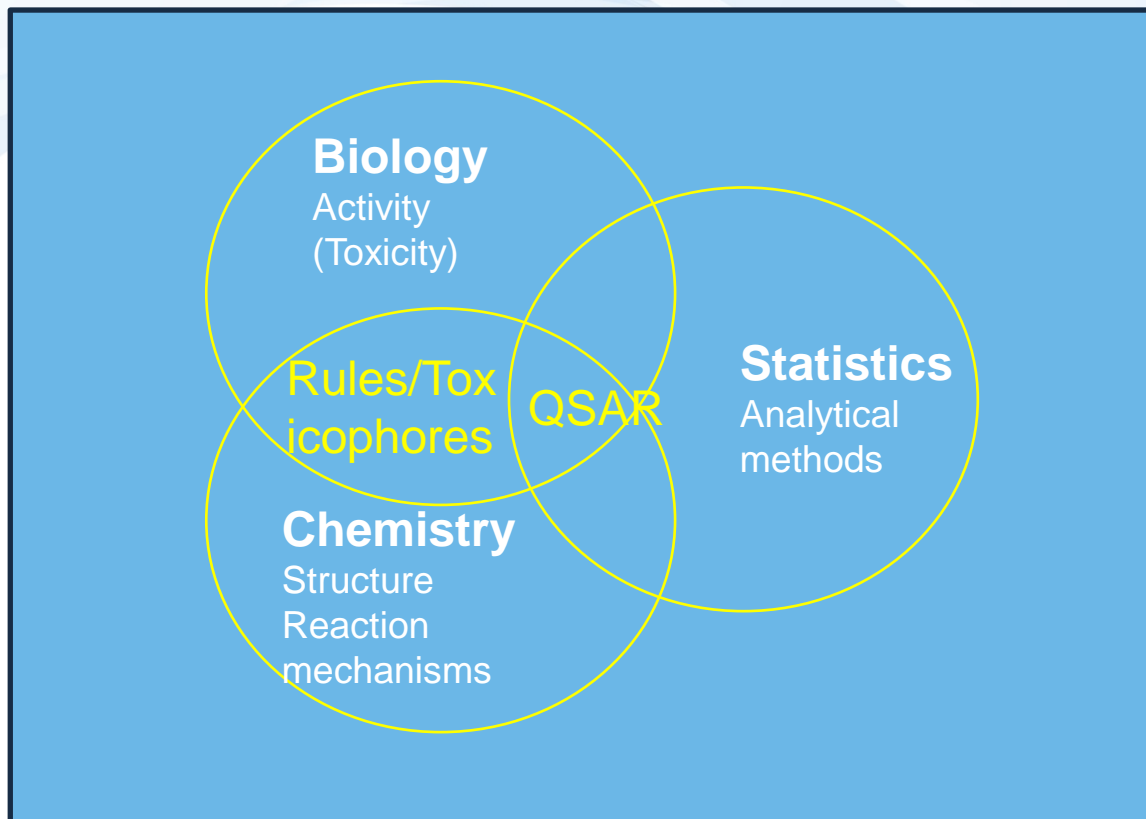 Biology
Activity
(Toxicity)
Rules/Tox
icophores
QSAR
Statistics
Analytical
methods
Chemistry
Structure
Reaction
mechanisms